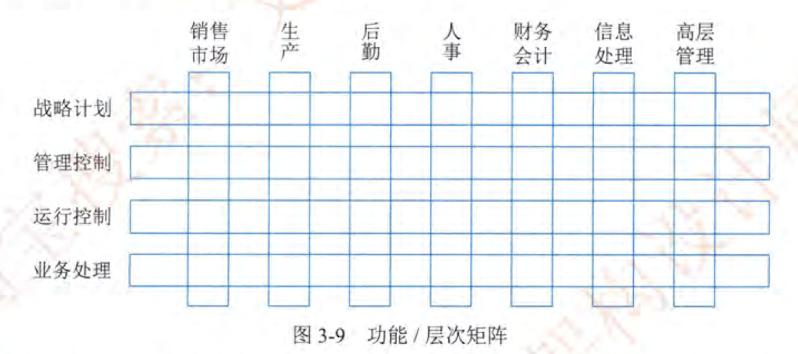 销售 生 后 人 财务 信息 高层
市场 产 勤 事 会计 处理 管理
战略计划
管理控制
运行控制
业务处理
图 3-9 功能 / 层次矩阵